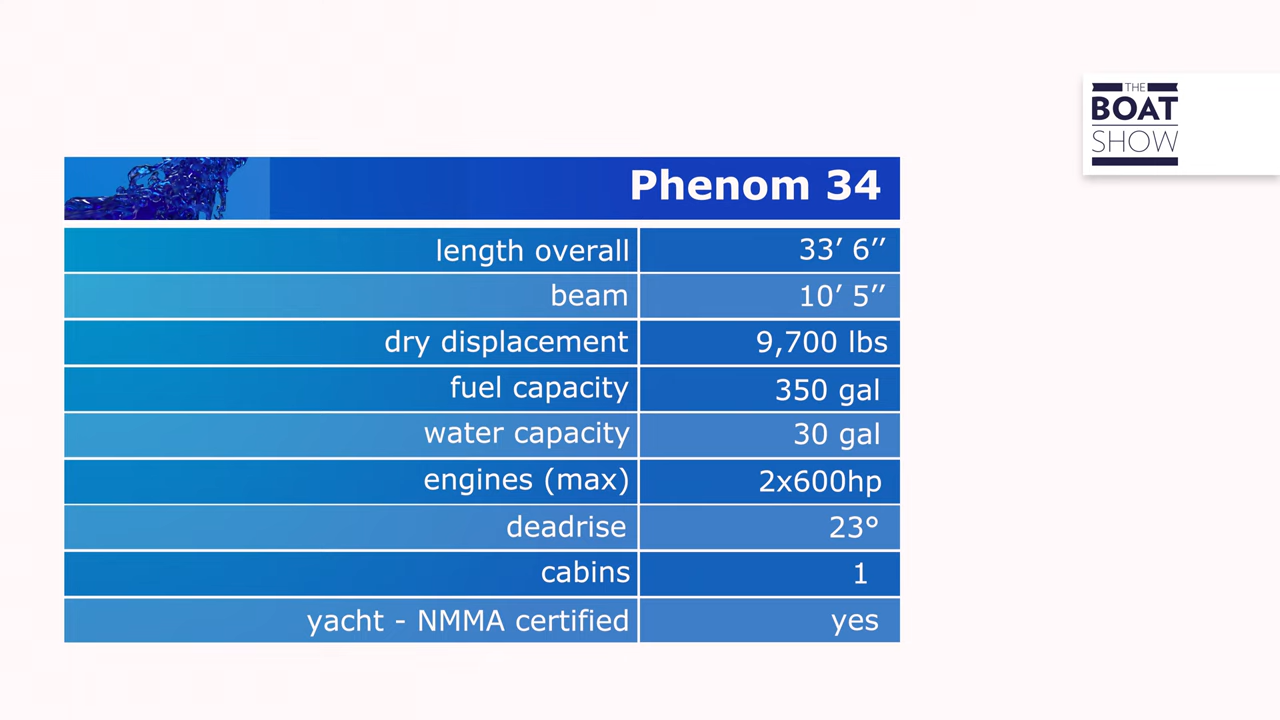 THE
BOAT
SHOW
Phenom 34
length overall 33’ 6’’
beam 10’ 5’’
dry displacement 9,700 lbs
fuel capacity 350 gal
water capacity 30 gal
engines (max) 2x600hp
deadrise 23°
cabins 1
yacht - NMMA certified yes